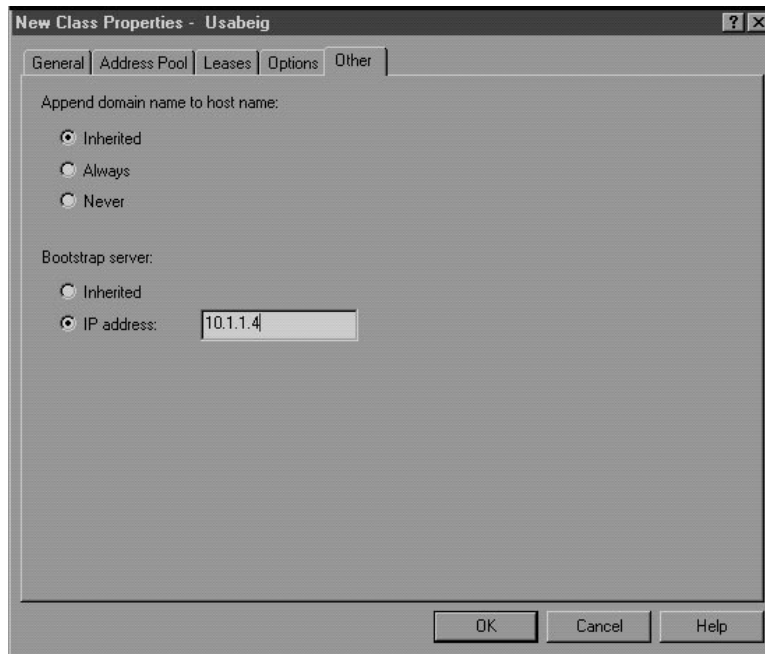 New Class Properties - Usabeig
General Address Pool Leases Options Other
Append domain name to host name:
Inherited
Always
Never
Bootstrap server:
Inherited
IP address: 10.1.1.4
OK Cancel Help